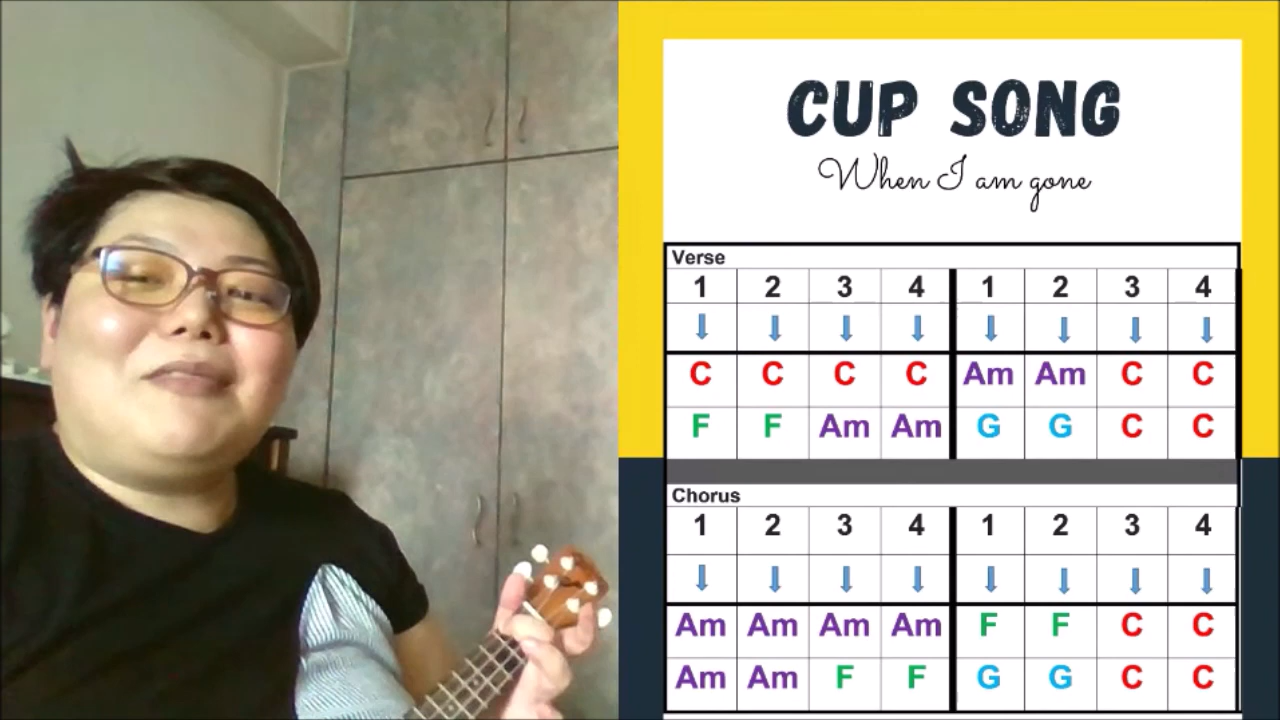 CUP SONG
When I am gone
Verse
1 2 3 4 1 2 3 4
C C C C Am Am C C
F F Am Am G G C C
Chorus
1 2 3 4 1 2 3 4
Am Am Am Am F F C C
Am Am F F G G C C